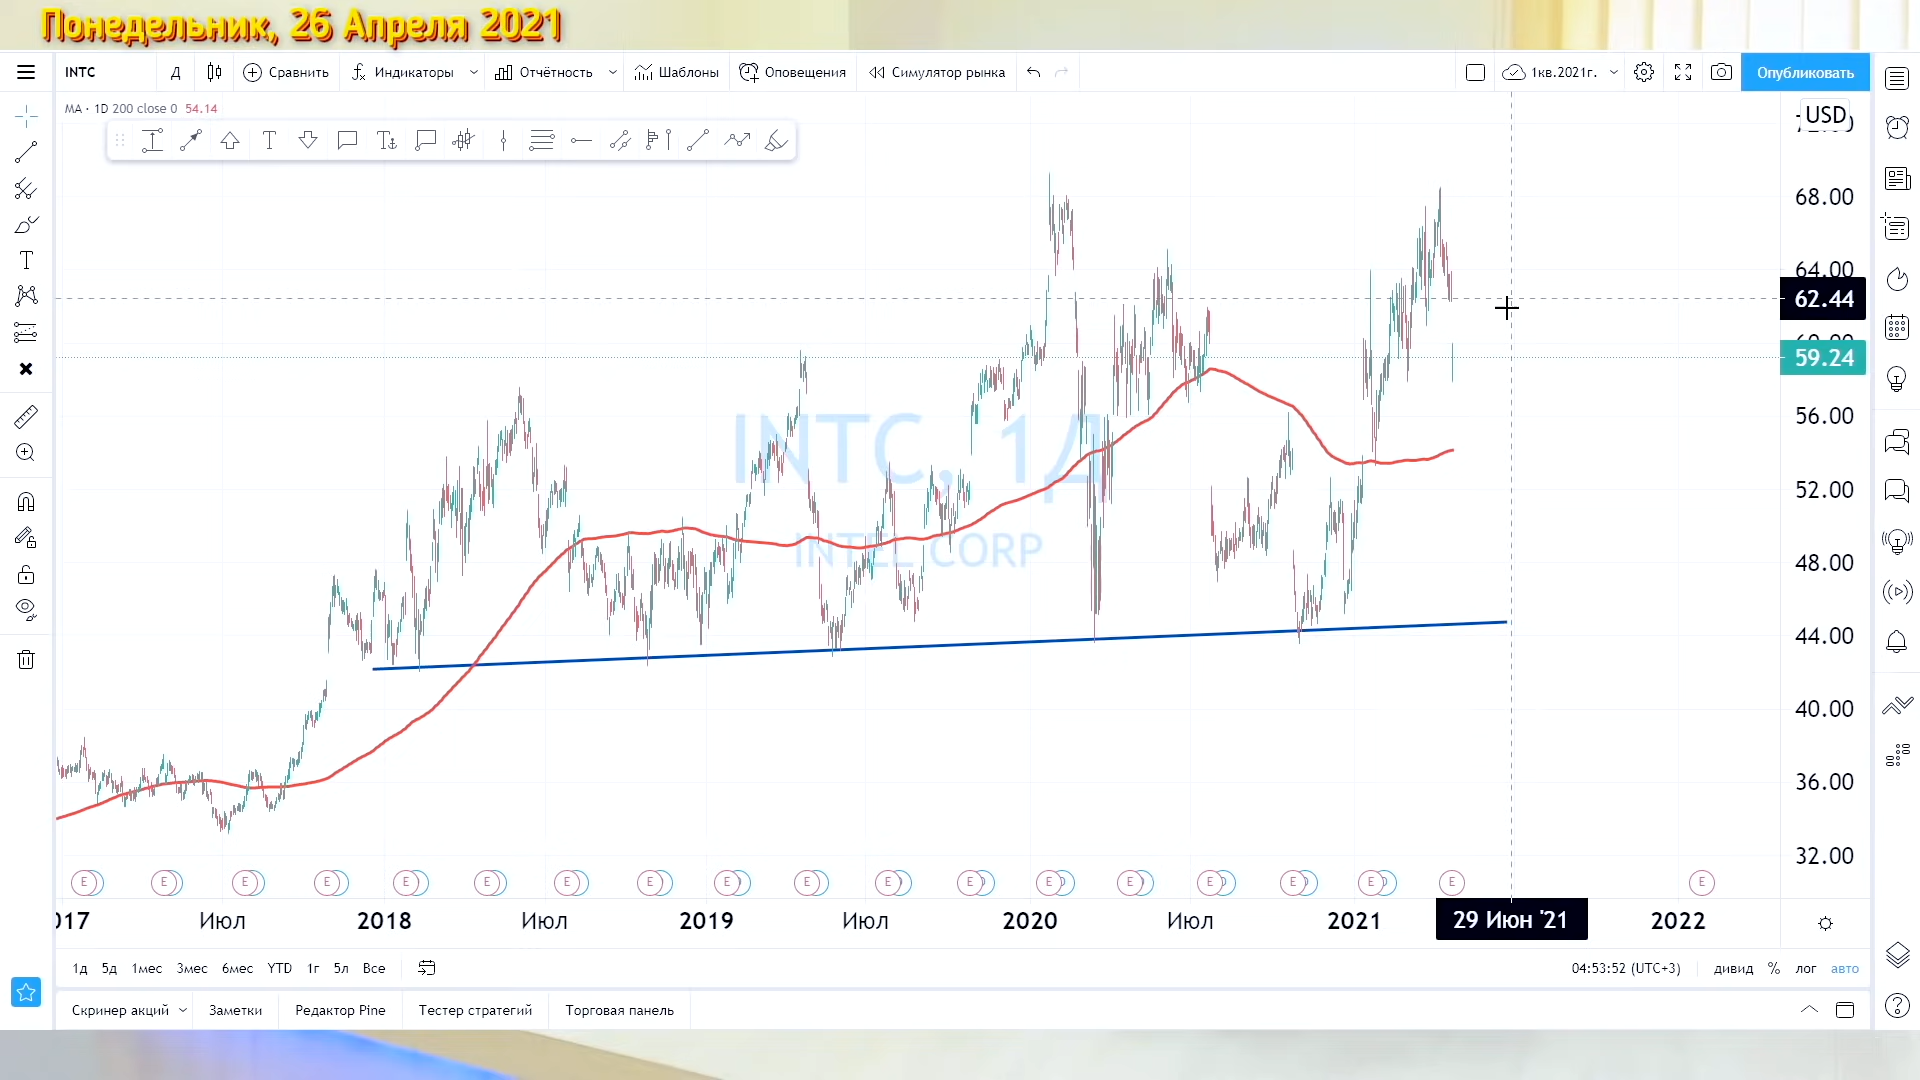 Понедельник, 26 Апреля 2021
INTC
Д
Сравнить
Индикаторы
Отчётность
Шаблоны
Оповещения
Симулятор рынка
1кв.2021г.
Опубликовать
MA · 1D 200 close 0 54.14
USD
68.00
64.00
62.44
59.24
56.00
52.00
48.00
44.00
40.00
36.00
32.00
INTC, 1Д
INTEL CORP
E E E E E E E E E E E E E E E E E E E
2017 Июл 2018 Июл 2019 Июл 2020 Июл 2021 29 Июн '21 2022
1д 5д 1мес 3мес 6мес YTD 1г 5л Все
04:53:52 (UTC+3) дивид % лог авто
Скринер акций Заметки Редактор Pine Тестер стратегий Торговая панель